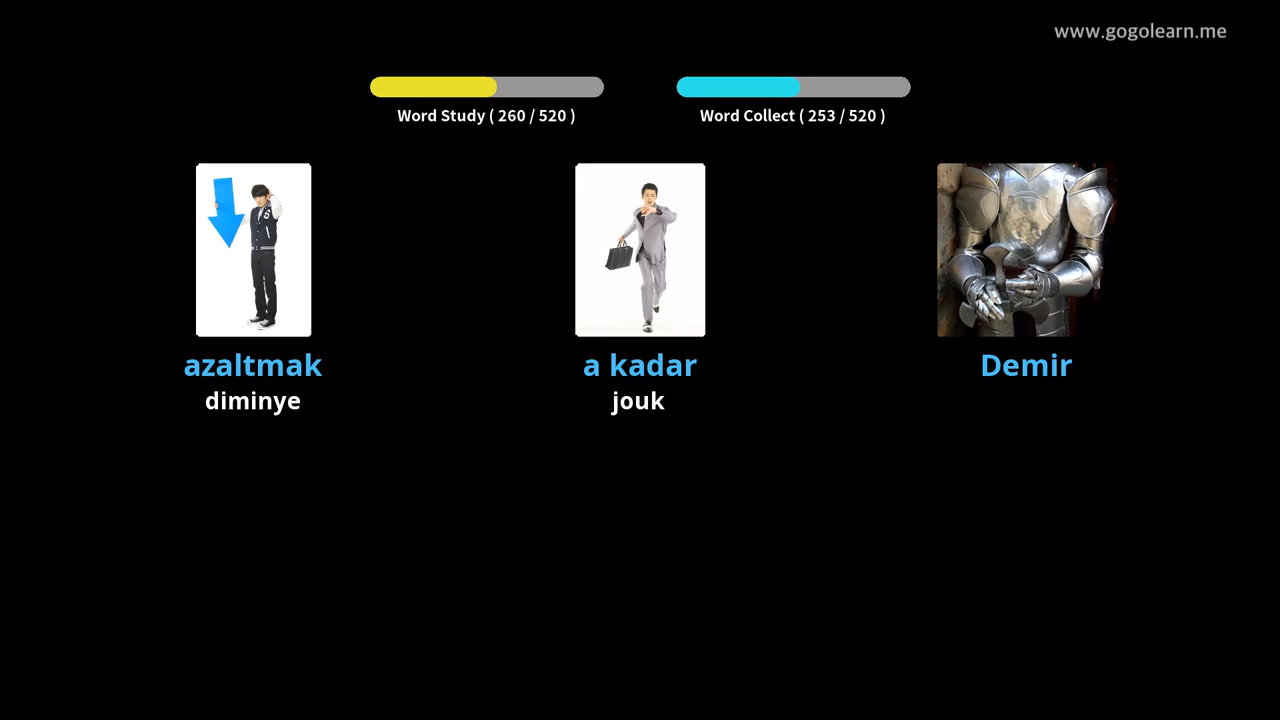 www.gogolearn.me
Word Study ( 260 / 520 )
Word Collect ( 253 / 520 )
azaltmak
diminye
a kadar
jouk
Demir